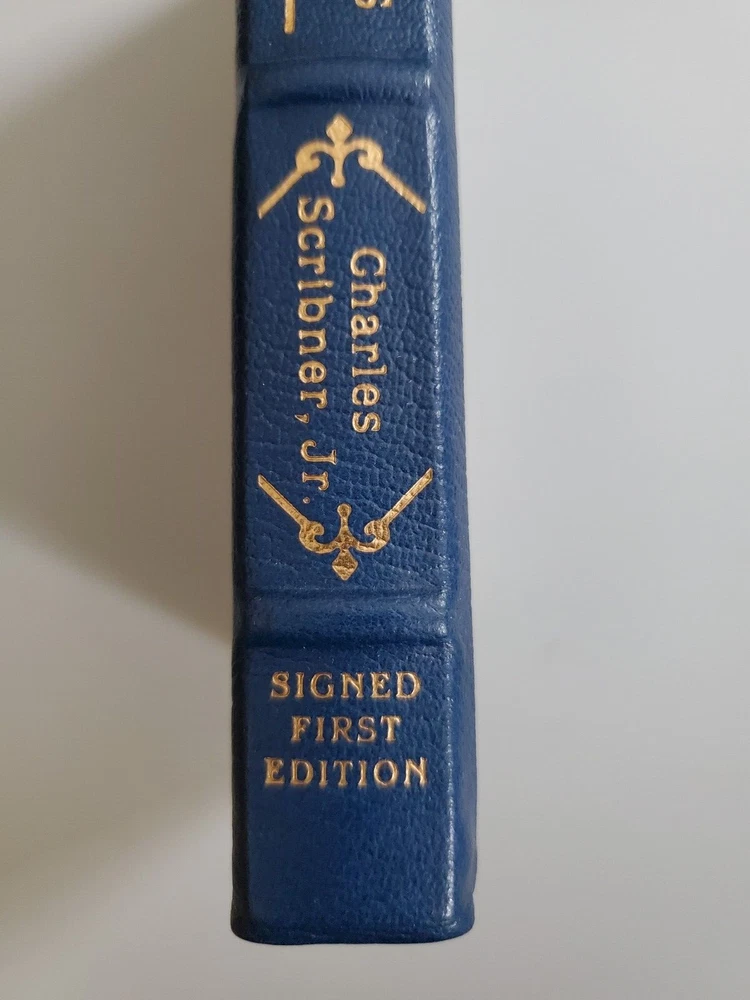 Charles
Scribner, Jr.
SIGNED
FIRST
EDITION